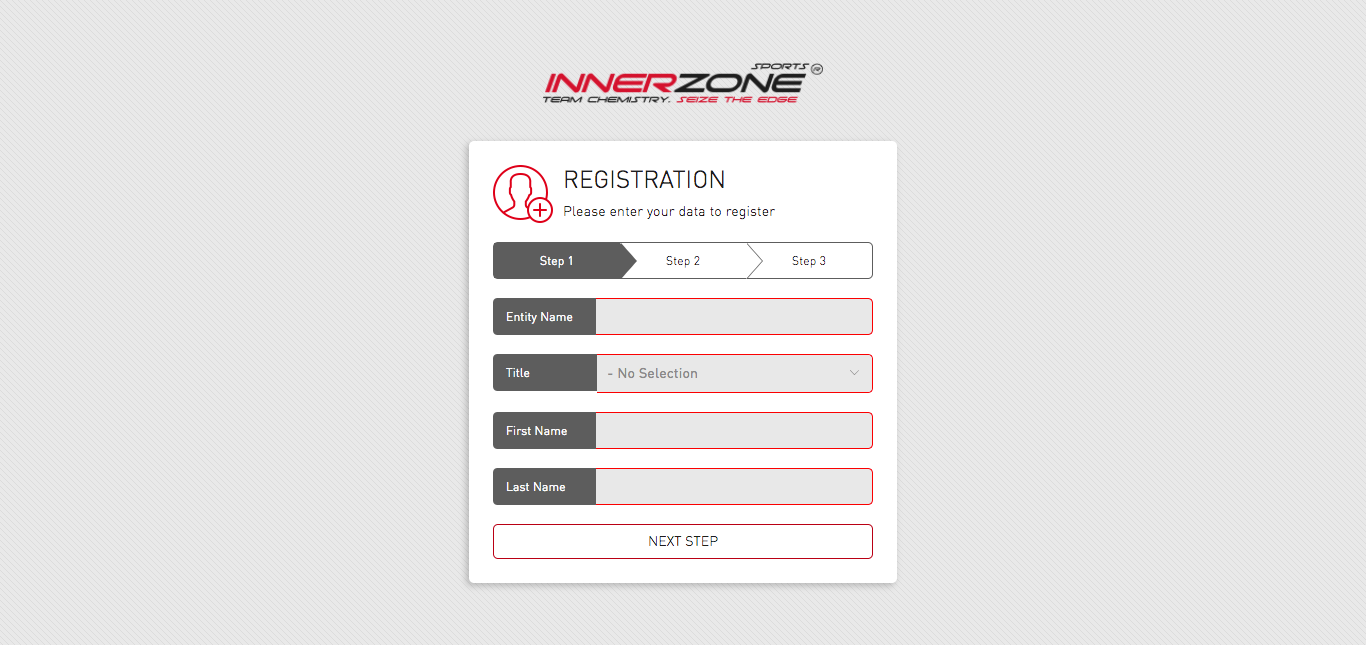 SPORTS ®
INNERZONE
TEAM CHEMISTRY. SEIZE THE EDGE
REGISTRATION
Please enter your data to register
Step 1 Step 2 Step 3
Entity Name
Title - No Selection
First Name
Last Name
NEXT STEP